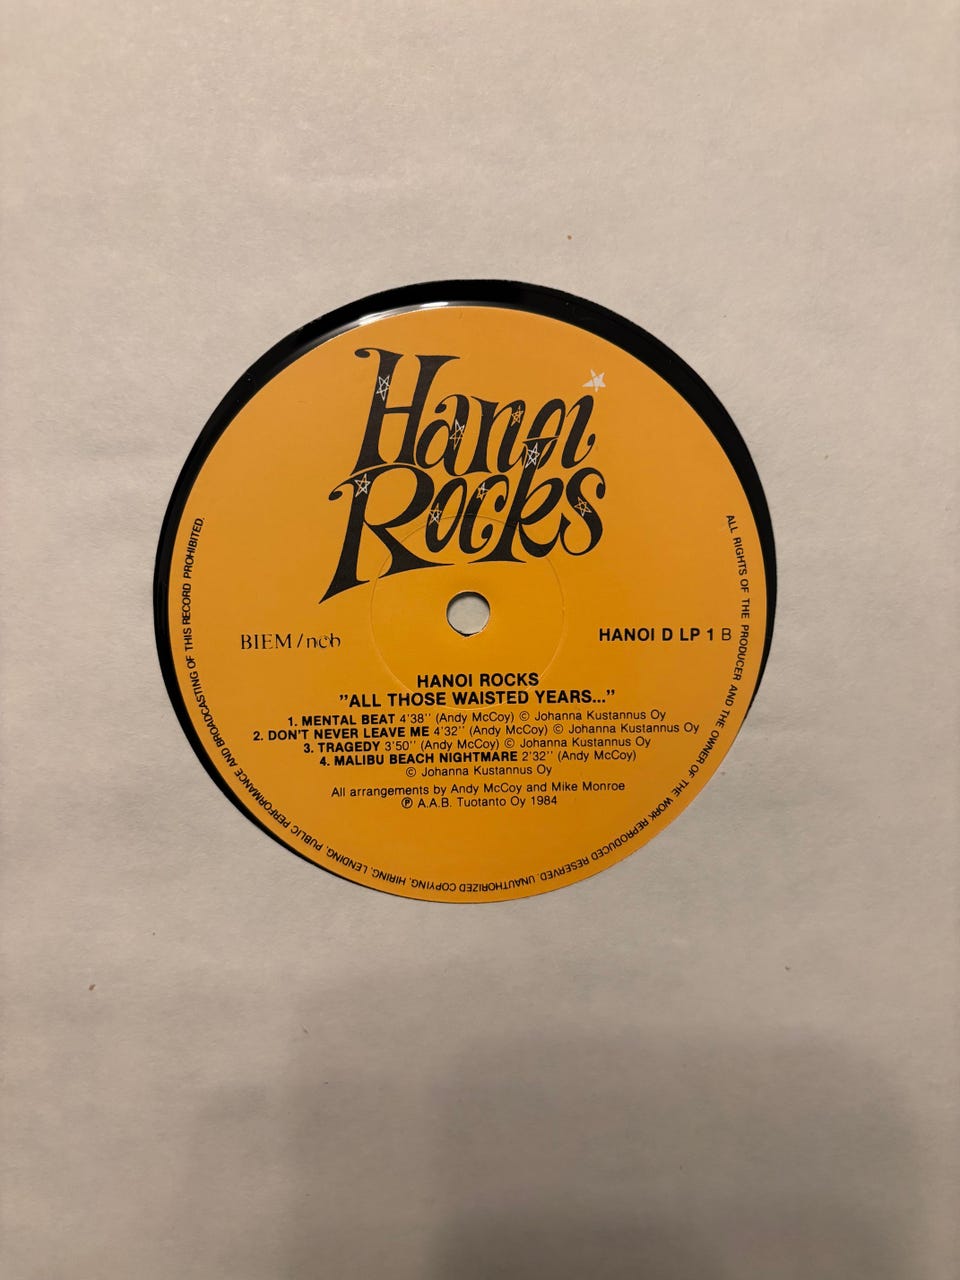 Hanoi
Rocks
BIEM/ncb
HANOI D LP 1 B
HANOI ROCKS
"ALL THOSE WAISTED YEARS..."
1. MENTAL BEAT 4'38'' (Andy McCoy) © Johanna Kustannus Oy
2. DON'T NEVER LEAVE ME 4'32'' (Andy McCoy) © Johanna Kustannus Oy
3. TRAGEDY 3'50'' (Andy McCoy) © Johanna Kustannus Oy
4. MALIBU BEACH NIGHTMARE 2'32'' (Andy McCoy)
© Johanna Kustannus Oy
All arrangements by Andy McCoy and Mike Monroe
℗ A.A.B. Tuotanto Oy 1984
ALL RIGHTS OF THE PRODUCER AND THE OWNER OF THE WORK REPRODUCED RESERVED. UNAUTHORIZED COPYING, HIRING, LENDING, PUBLIC PERFORMANCE AND BROADCASTING OF THIS RECORD PROHIBITED.